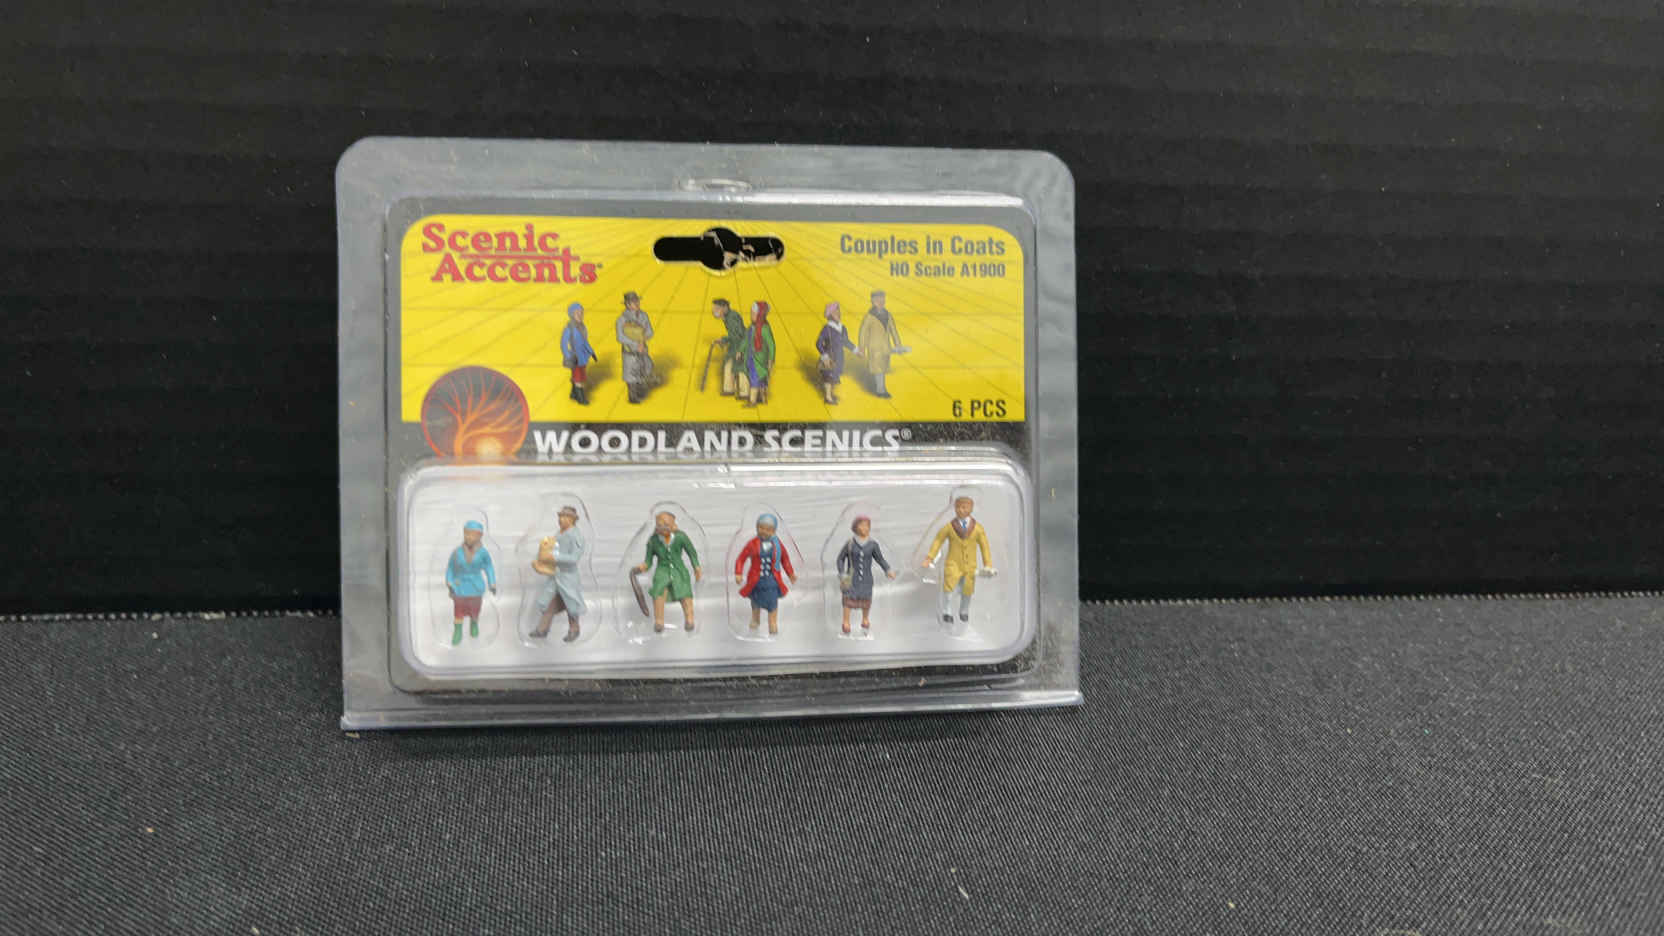 Scenic
Accents®
Couples in Coats
HO Scale A1900
6 PCS
WOODLAND SCENICS®